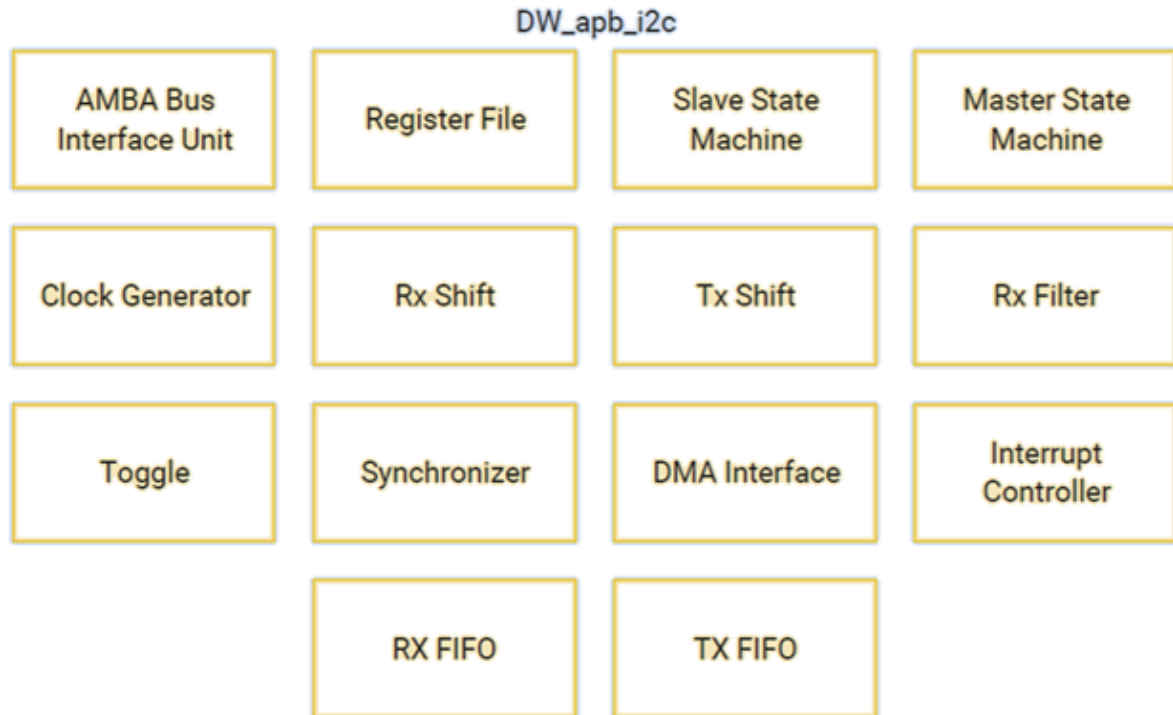 DW_apb_i2c
AMBA Bus
Interface Unit
Register File
Slave State
Machine
Master State
Machine
Clock Generator
Rx Shift
Tx Shift
Rx Filter
Toggle
Synchronizer
DMA Interface
Interrupt
Controller
RX FIFO
TX FIFO